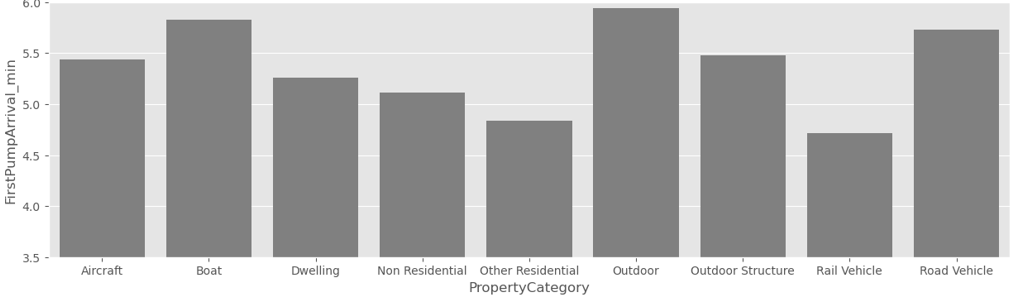 6.0
5.5
5.0
4.5
4.0
3.5
FirstPumpArrival_min
Aircraft Boat Dwelling Non Residential Other Residential Outdoor Outdoor Structure Rail Vehicle Road Vehicle
PropertyCategory